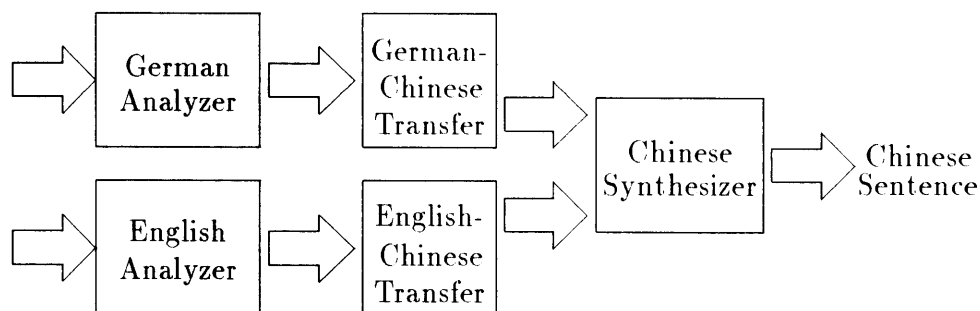 German
Analyzer
German-
Chinese
Transfer
Chinese
Synthesizer
Chinese
Sentence
English
Analyzer
English-
Chinese
Transfer